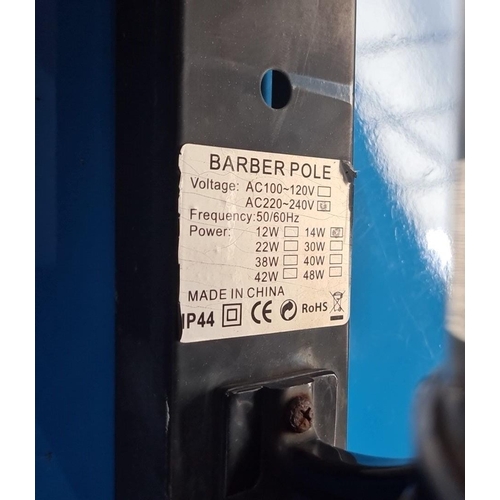 BARBER POLE
Voltage: AC100~120V
AC220~240V
Frequency:50/60Hz
Power: 12W 14W
22W 30W
38W 40W
42W 48W
MADE IN CHINA
IP44 CE RoHS